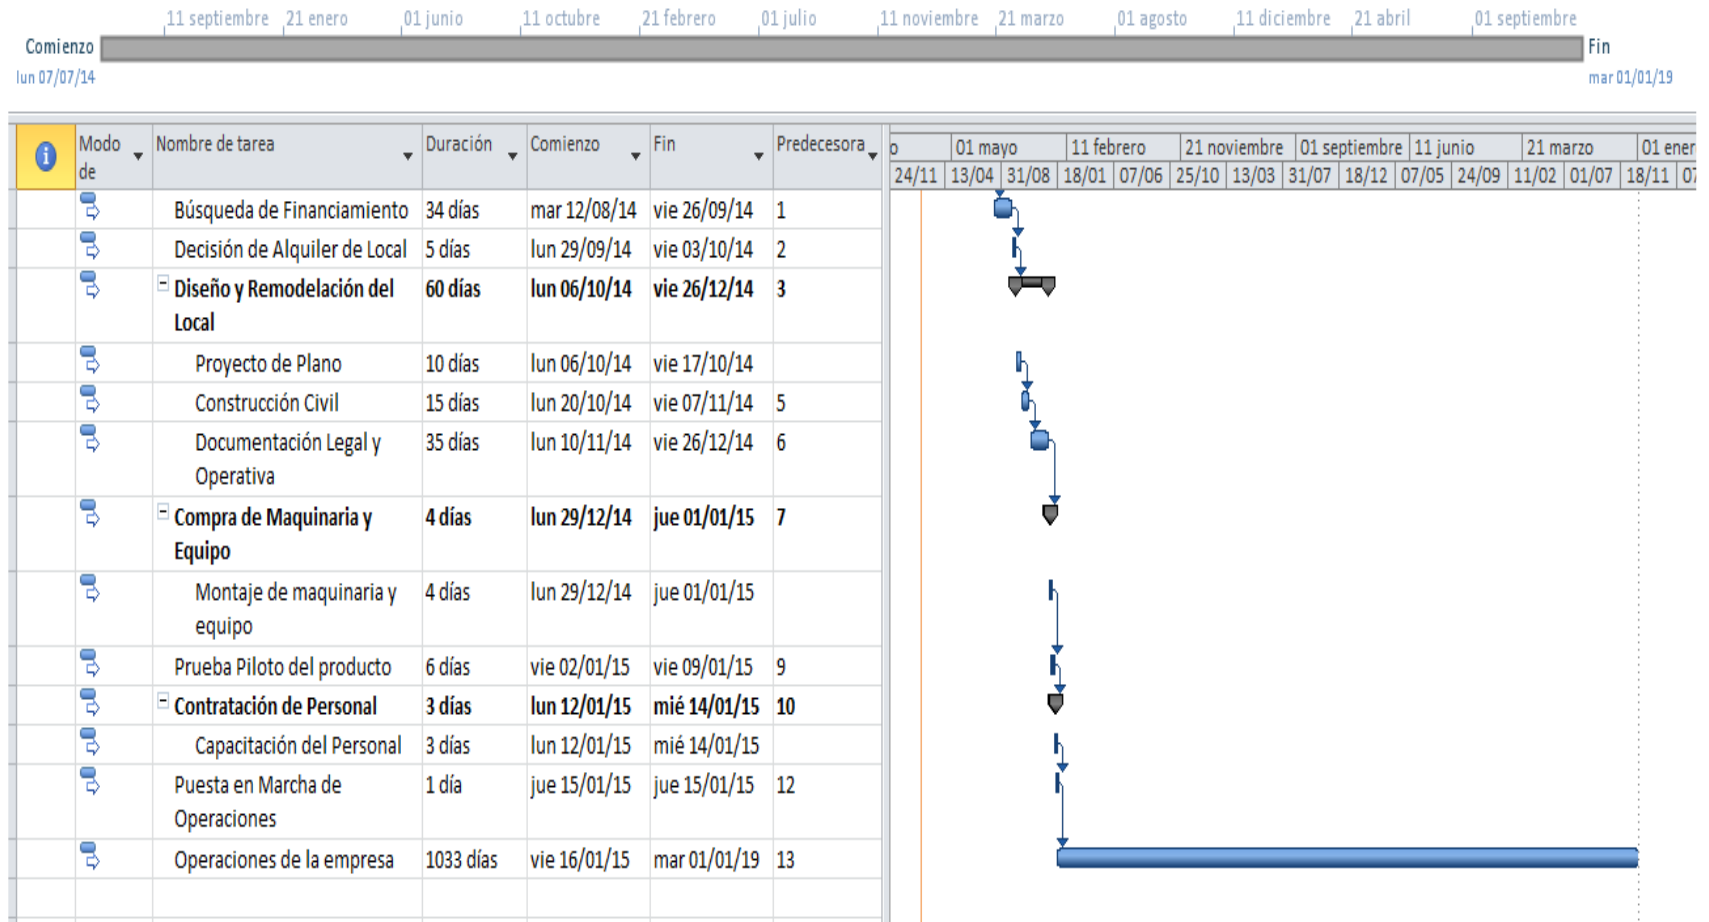 11 septiembre 21 enero 01 junio 11 octubre 21 febrero 01 julio 11 noviembre 21 marzo 01 agosto 11 diciembre 21 abril 01 septiembre
Comienzo Fin
lun 07/07/14 mar 01/01/19
Modo de Nombre de tarea Duración Comienzo Fin Predecesora
o 01 mayo 11 febrero 21 noviembre 01 septiembre 11 junio 21 marzo 01 ener
24/11 13/04 31/08 18/01 07/06 25/10 13/03 31/07 18/12 07/05 24/09 11/02 01/07 18/11 07
Búsqueda de Financiamiento 34 días mar 12/08/14 vie 26/09/14 1
Decisión de Alquiler de Local 5 días lun 29/09/14 vie 03/10/14 2
Diseño y Remodelación del 60 días lun 06/10/14 vie 26/12/14 3
Local
Proyecto de Plano 10 días lun 06/10/14 vie 17/10/14
Construcción Civil 15 días lun 20/10/14 vie 07/11/14 5
Documentación Legal y 35 días lun 10/11/14 vie 26/12/14 6
Operativa
Compra de Maquinaria y 4 días lun 29/12/14 jue 01/01/15 7
Equipo
Montaje de maquinaria y 4 días lun 29/12/14 jue 01/01/15
equipo
Prueba Piloto del producto 6 días vie 02/01/15 vie 09/01/15 9
Contratación de Personal 3 días lun 12/01/15 mié 14/01/15 10
Capacitación del Personal 3 días lun 12/01/15 mié 14/01/15
Puesta en Marcha de 1 día jue 15/01/15 jue 15/01/15 12
Operaciones
Operaciones de la empresa 1033 días vie 16/01/15 mar 01/01/19 13